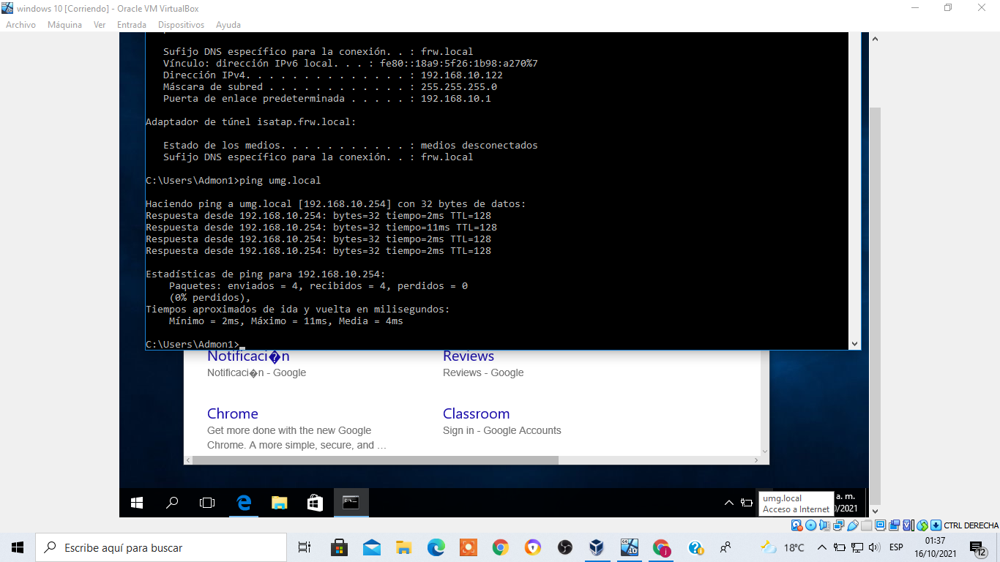 windows 10 [Corriendo] - Oracle VM VirtualBox
Archivo Máquina Ver Entrada Dispositivos Ayuda
Sufijo DNS específico para la conexión. . : frw.local
Vínculo: dirección IPv6 local. . . : fe80::18a9:5f26:1b98:a270%7
Dirección IPv4. . . . . . . . . . . . . . : 192.168.10.122
Máscara de subred . . . . . . . . . . . . : 255.255.255.0
Puerta de enlace predeterminada . . . . . : 192.168.10.1
Adaptador de túnel isatap.frw.local:
Estado de los medios. . . . . . . . . . . : medios desconectados
Sufijo DNS específico para la conexión. . : frw.local
C:\Users\Admon1>ping umg.local
Haciendo ping a umg.local [192.168.10.254] con 32 bytes de datos:
Respuesta desde 192.168.10.254: bytes=32 tiempo=2ms TTL=128
Respuesta desde 192.168.10.254: bytes=32 tiempo=11ms TTL=128
Respuesta desde 192.168.10.254: bytes=32 tiempo=2ms TTL=128
Respuesta desde 192.168.10.254: bytes=32 tiempo=2ms TTL=128
Estadísticas de ping para 192.168.10.254:
Paquetes: enviados = 4, recibidos = 4, perdidos = 0
(0% perdidos),
Tiempos aproximados de ida y vuelta en milisegundos:
Mínimo = 2ms, Máximo = 11ms, Media = 4ms
C:\Users\Admon1>_
Notificaci�n
Notificaci�n - Google
Reviews
Reviews - Google
Chrome
Get more done with the new Google
Chrome. A more simple, secure, and …
Classroom
Sign in - Google Accounts
umg.local
Acceso a Internet
a. m.
0/2021
CTRL DERECHA
Escribe aquí para buscar
18°C
ESP
01:37
16/10/2021
12